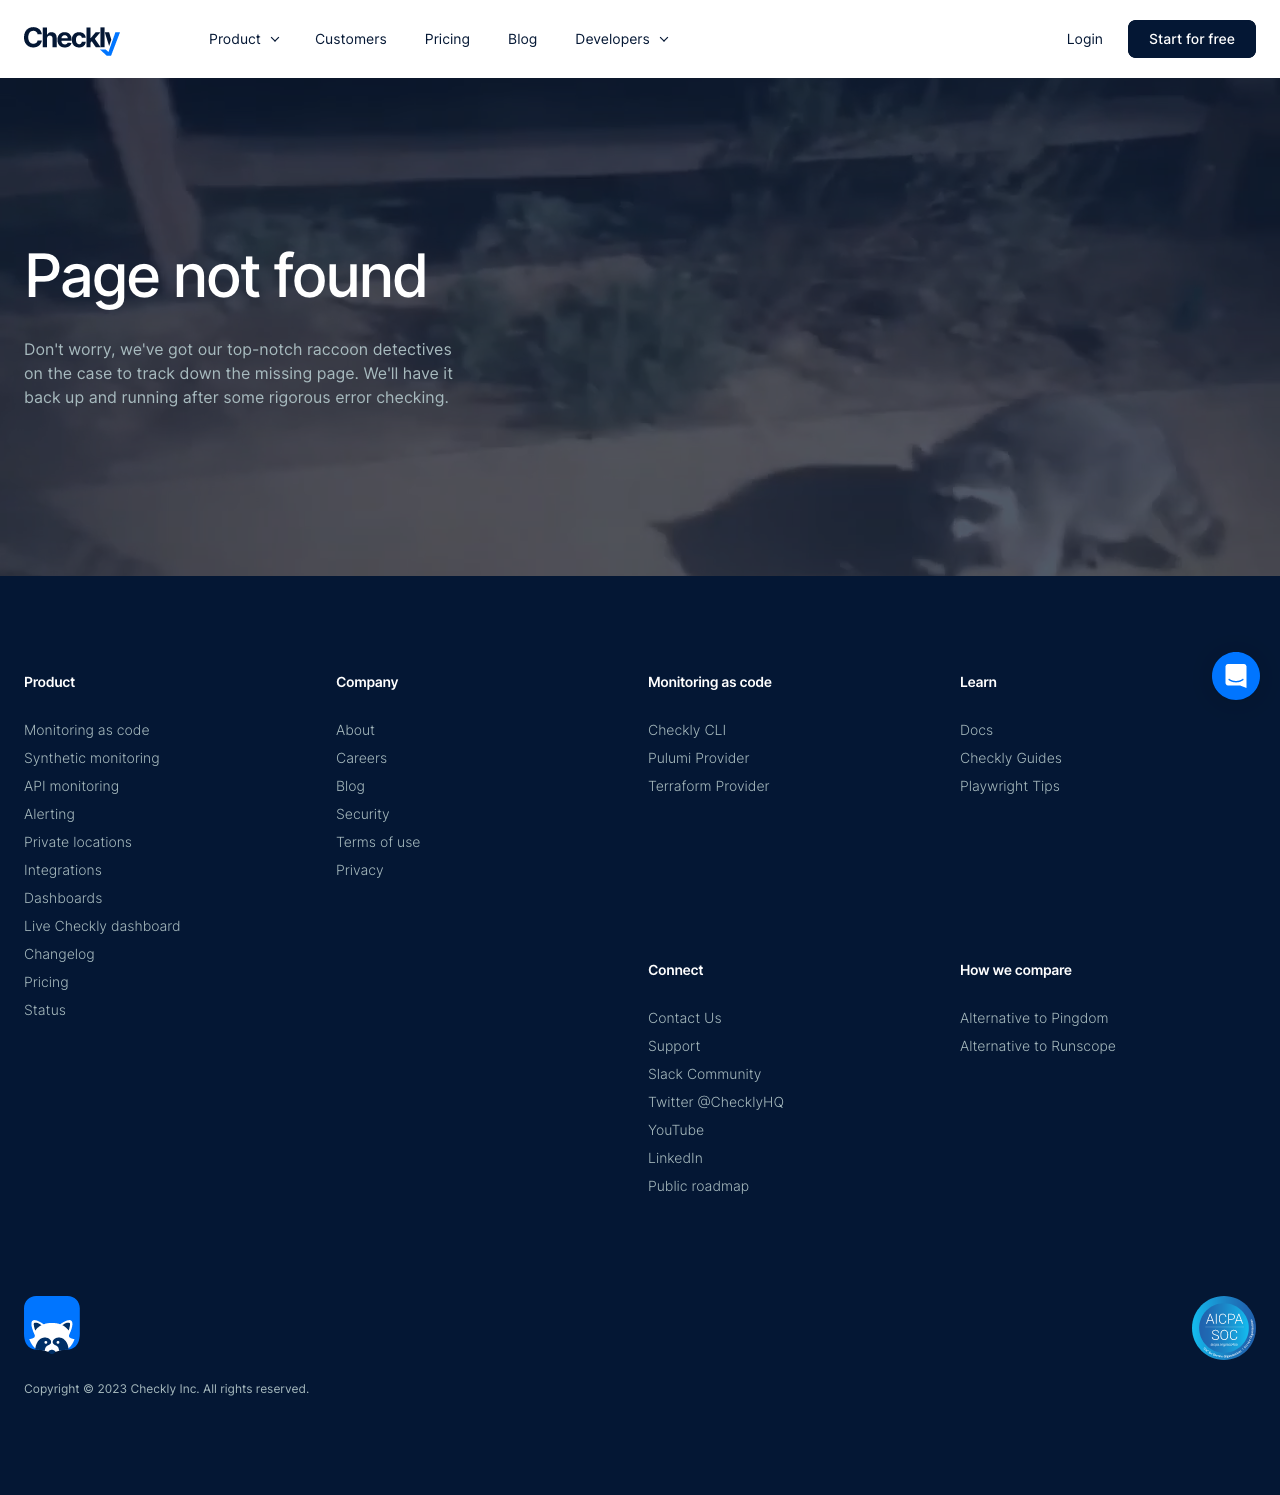 Checkly
Product
Customers
Pricing
Blog
Developers
Login
Start for free
Page not found
Don't worry, we've got our top-notch raccoon detectives
on the case to track down the missing page. We'll have it
back up and running after some rigorous error checking.
Product
Monitoring as code
Synthetic monitoring
API monitoring
Alerting
Private locations
Integrations
Dashboards
Live Checkly dashboard
Changelog
Pricing
Status
Company
About
Careers
Blog
Security
Terms of use
Privacy
Monitoring as code
Checkly CLI
Pulumi Provider
Terraform Provider
Learn
Docs
Checkly Guides
Playwright Tips
Connect
Contact Us
Support
Slack Community
Twitter @ChecklyHQ
YouTube
LinkedIn
Public roadmap
How we compare
Alternative to Pingdom
Alternative to Runscope
AICPA
SOC
Copyright © 2023 Checkly Inc. All rights reserved.